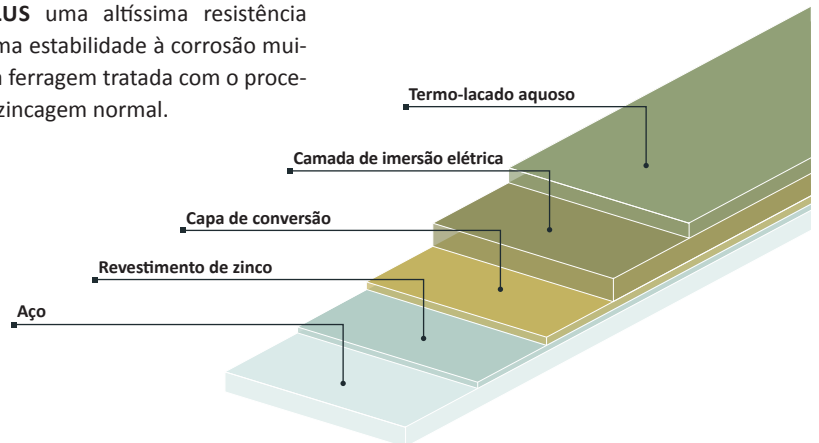 LUS uma altíssima resistência
ma estabilidade à corrosão mui-
ferragem tratada com o proce-
zincagem normal.
Termo-lacado aquoso
Camada de imersão elétrica
Capa de conversão
Revestimento de zinco
Aço